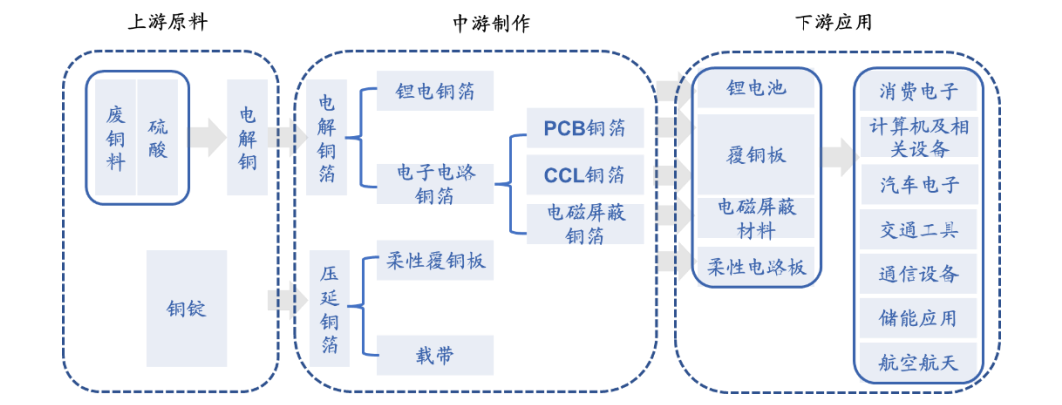 上游原料
中游制作
下游应用
废铜料
硫酸
电解铜
铜锭
电解铜箔
锂电铜箔
电子电路
铜箔
PCB铜箔
CCL铜箔
电磁屏蔽
铜箔
压延铜箔
柔性覆铜板
载带
锂电池
覆铜板
电磁屏蔽
材料
柔性电路板
消费电子
计算机及相
关设备
汽车电子
交通工具
通信设备
储能应用
航空航天